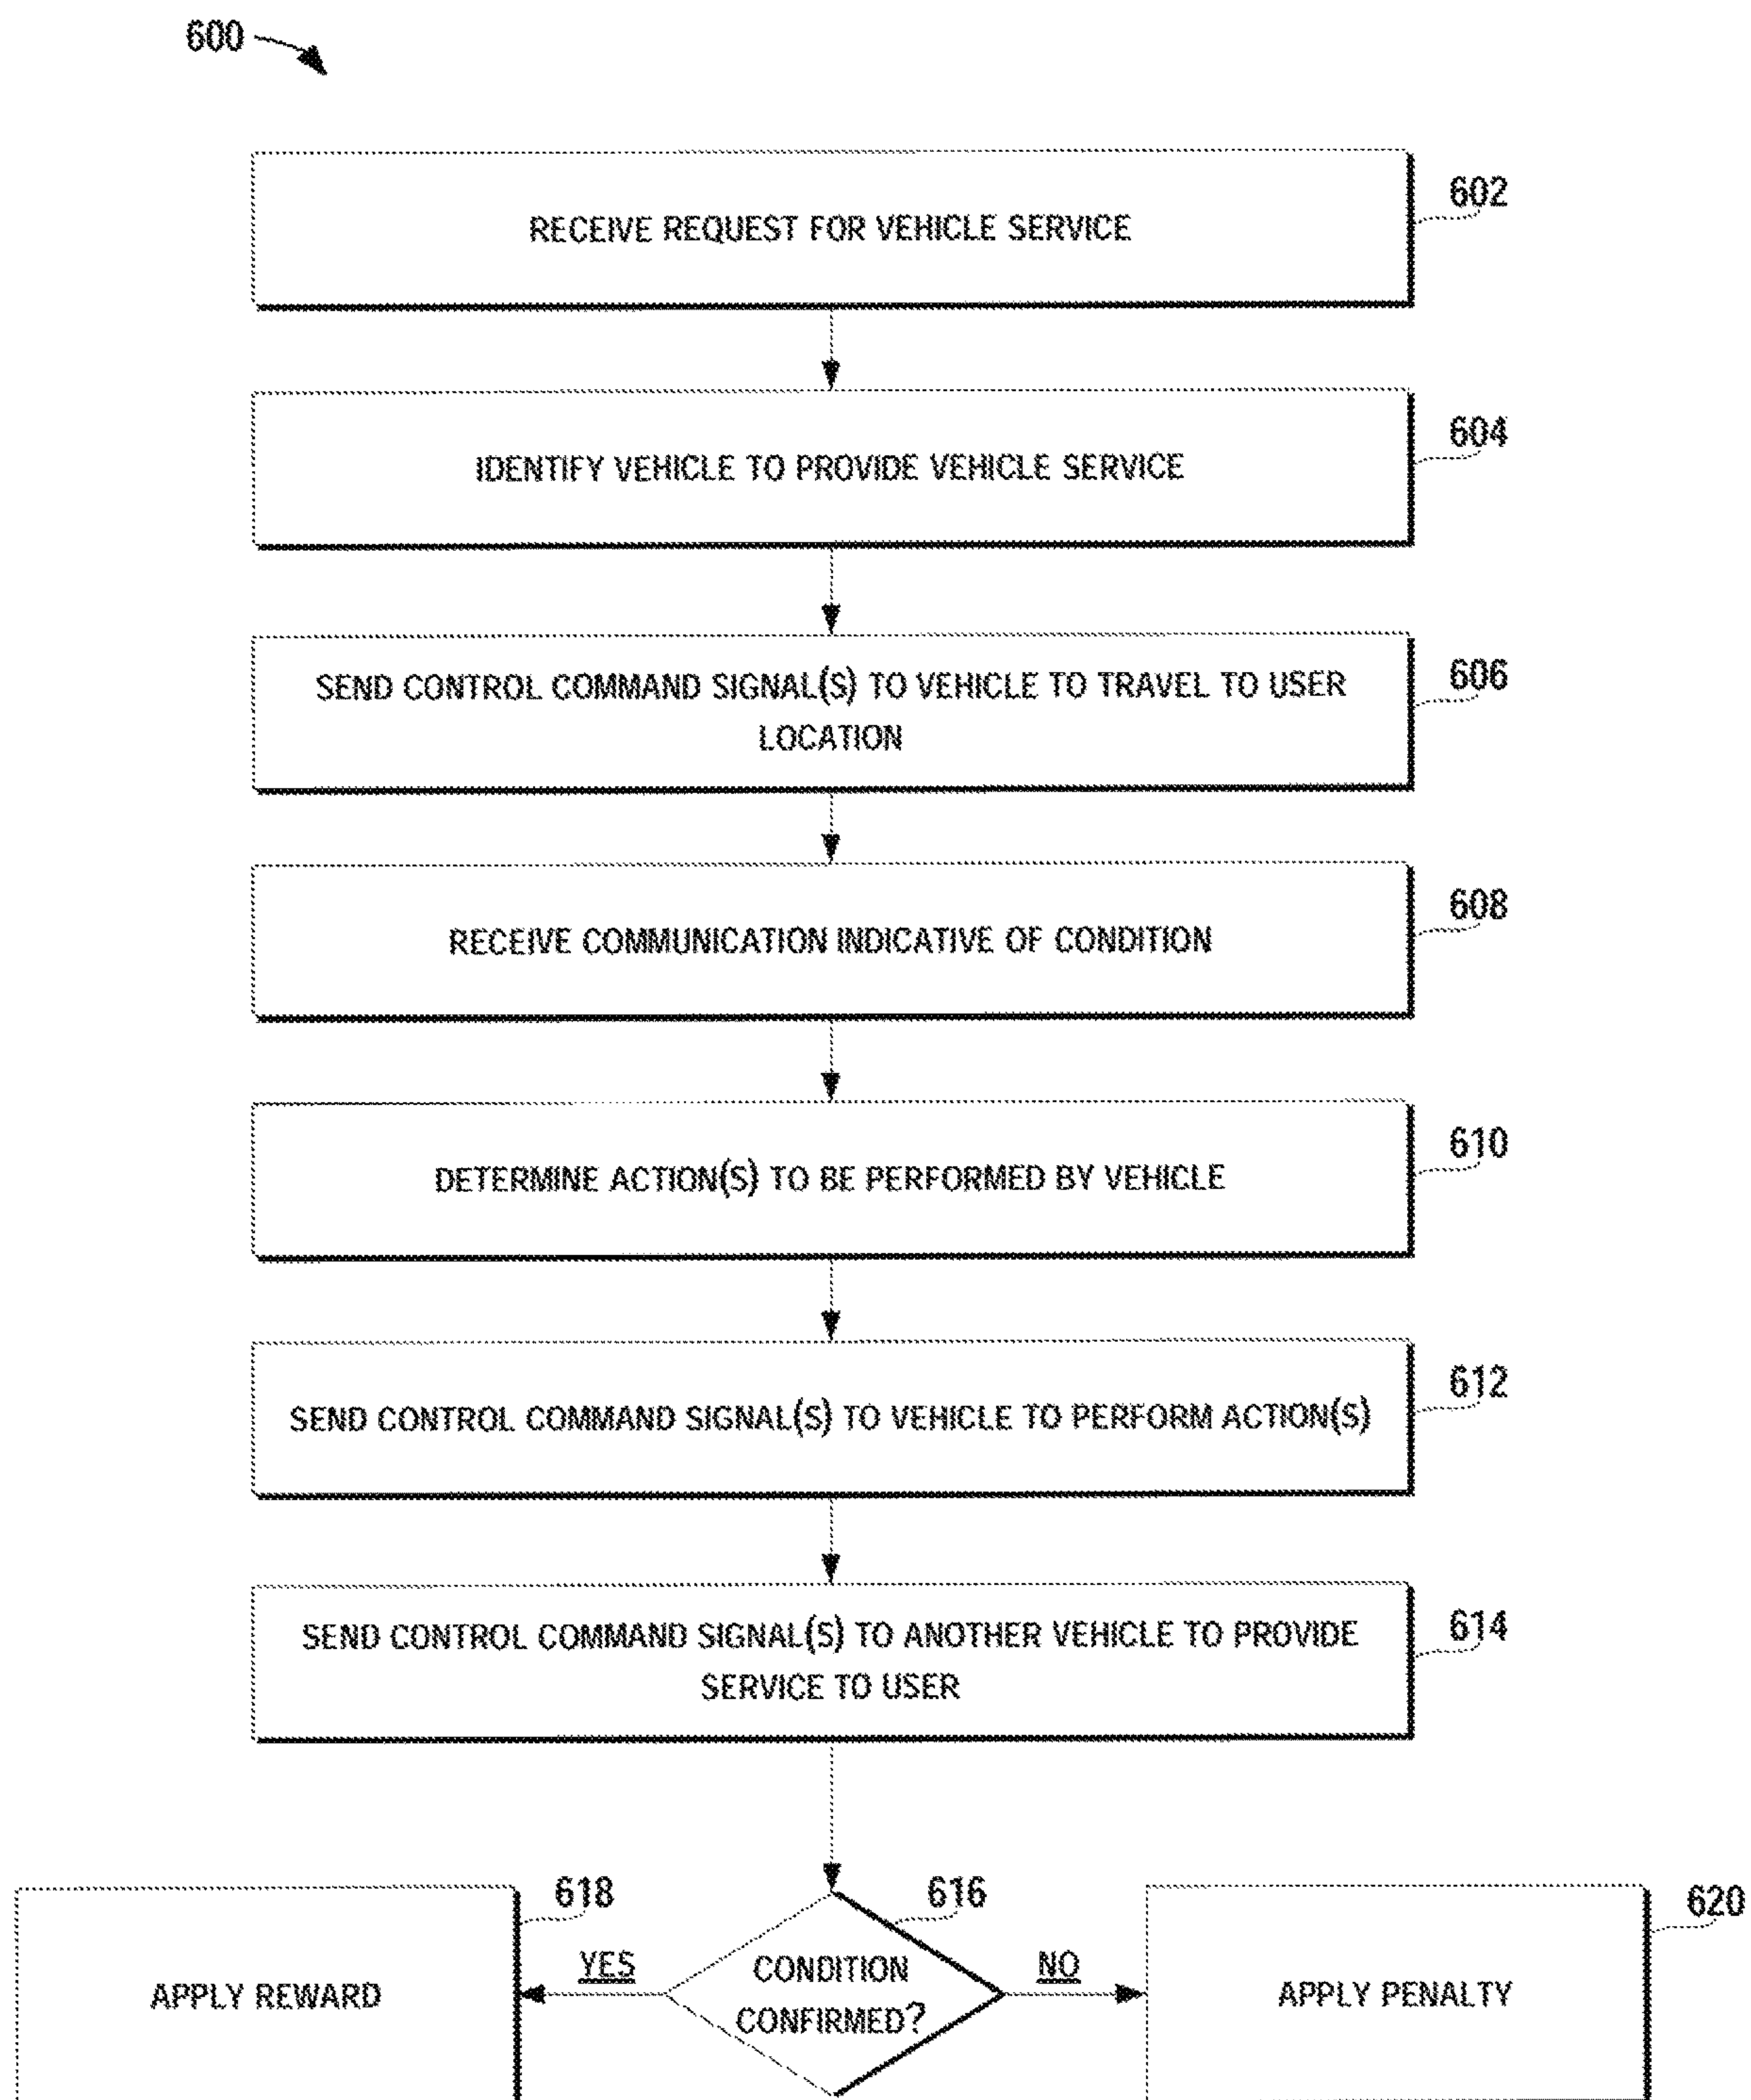 600
RECEIVE REQUEST FOR VEHICLE SERVICE
602
IDENTIFY VEHICLE TO PROVIDE VEHICLE SERVICE
604
SEND CONTROL COMMAND SIGNAL(S) TO VEHICLE TO TRAVEL TO USER
LOCATION
606
RECEIVE COMMUNICATION INDICATIVE OF CONDITION
608
DETERMINE ACTION(S) TO BE PERFORMED BY VEHICLE
610
SEND CONTROL COMMAND SIGNAL(S) TO VEHICLE TO PERFORM ACTION(S)
612
SEND CONTROL COMMAND SIGNAL(S) TO ANOTHER VEHICLE TO PROVIDE
SERVICE TO USER
614
618
616
620
APPLY REWARD
YES
CONDITION
CONFIRMED?
NO
APPLY PENALTY